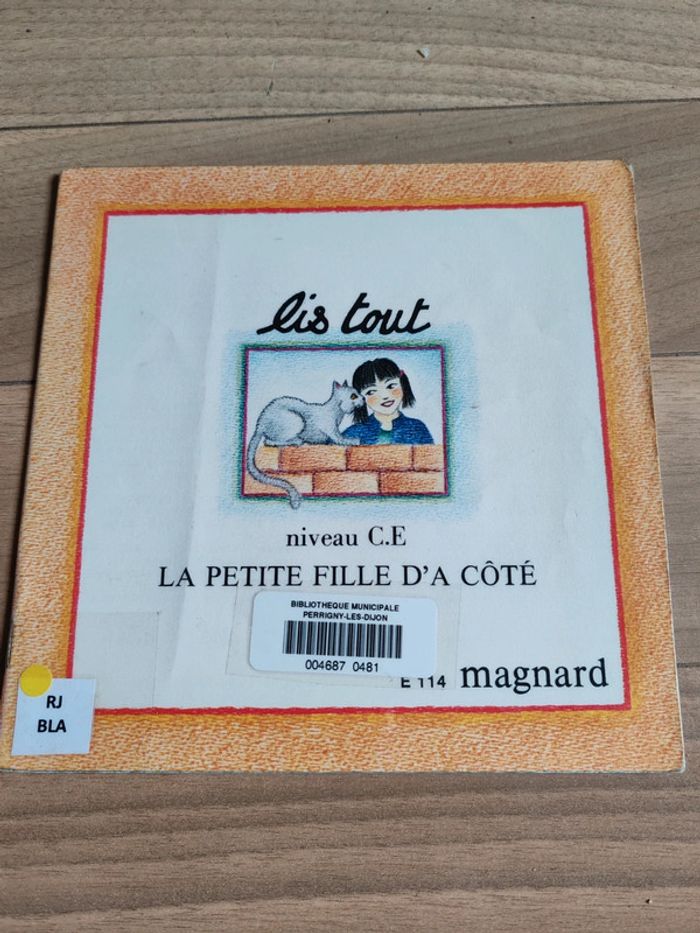 lis tout
niveau C.E
LA PETITE FILLE D'A CÔTÉ
BIBLIOTHEQUE MUNICIPALE
PERRIGNY-LES-DIJON
004687 0481
E 114 magnard
RJ
BLA